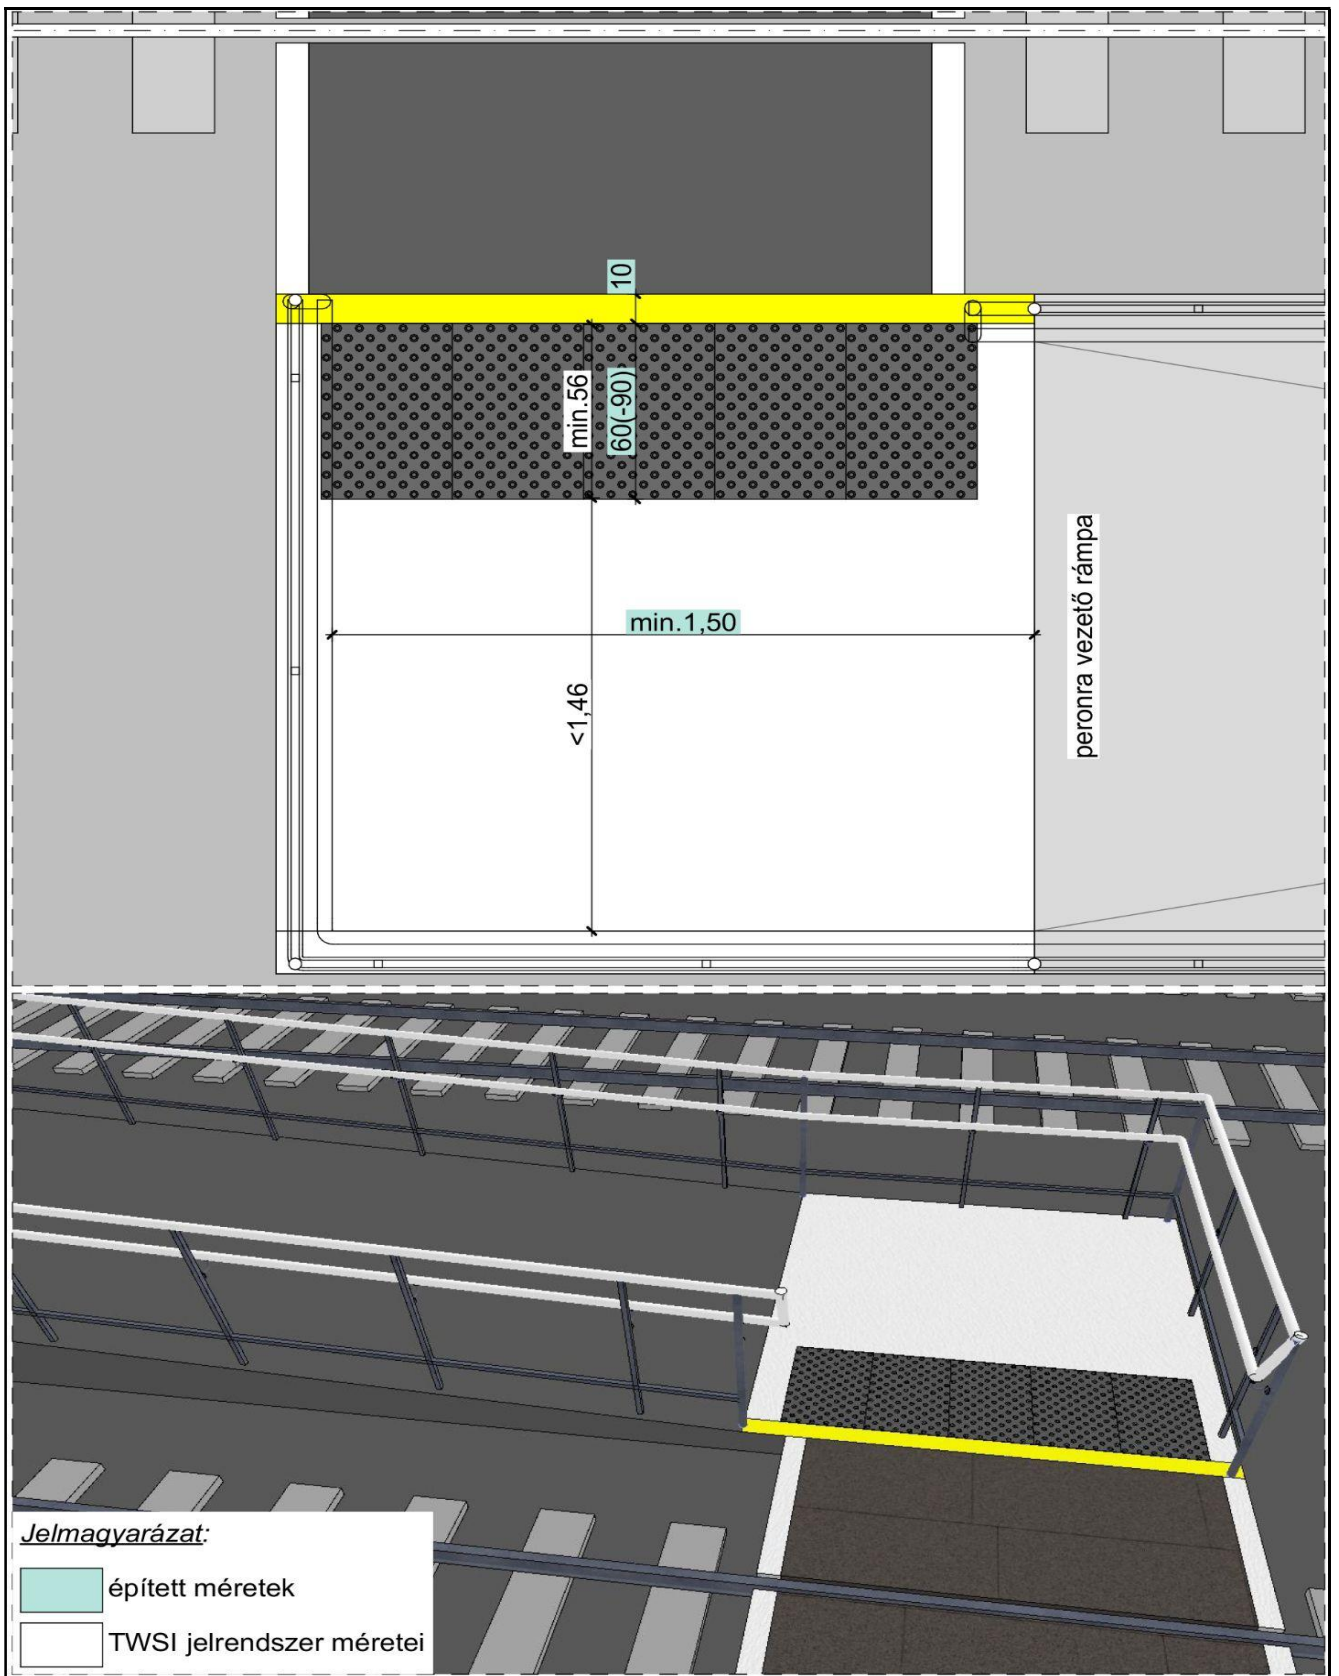 10
min.56
60(-90)
min.1,50
<1,46
peronra vezető rámpa
Jelmagyarázat:
épített méretek
TWSI jelrendszer méretei